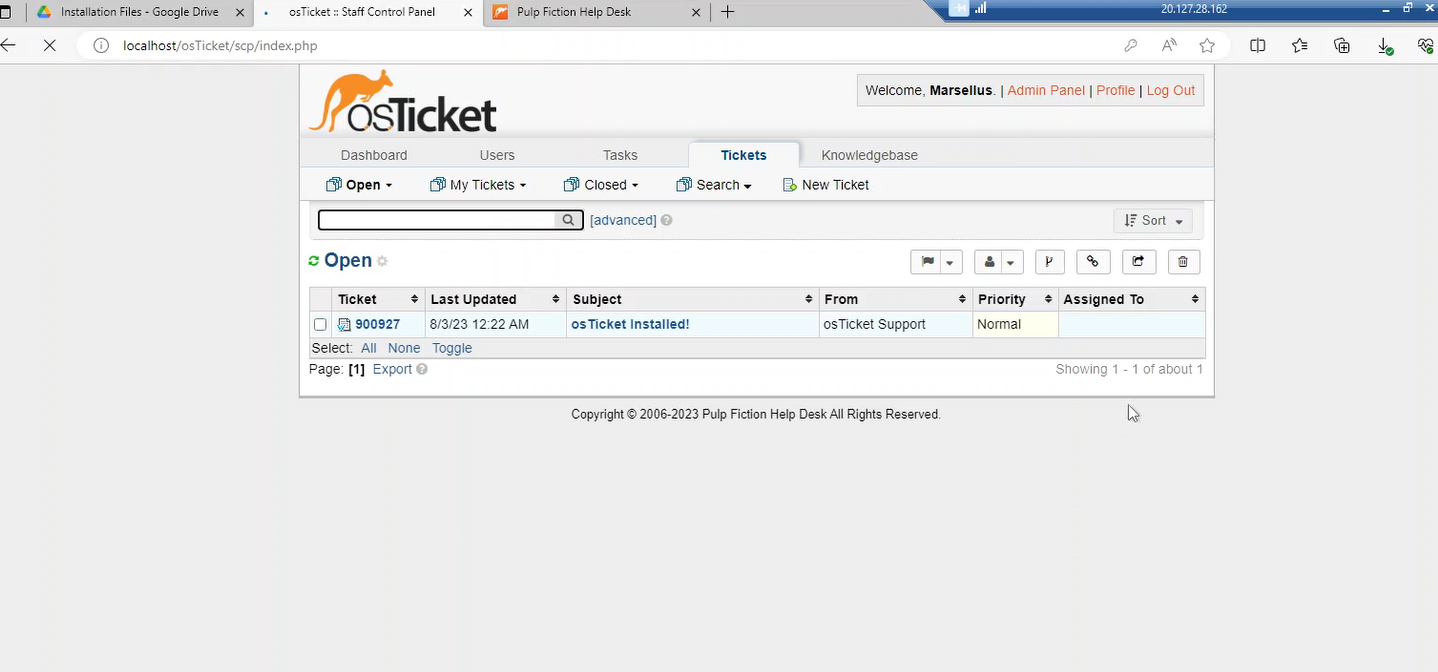 Installation Files - Google Drive
osTicket :: Staff Control Panel
Pulp Fiction Help Desk
20.127.28.162
localhost/osTicket/scp/index.php
osTicket
Welcome, Marsellus. | Admin Panel | Profile | Log Out
Dashboard Users Tasks Tickets Knowledgebase
Open My Tickets Closed Search New Ticket
[advanced] ? Sort
Open
Ticket Last Updated Subject From Priority Assigned To
900927 8/3/23 12:22 AM osTicket Installed! osTicket Support Normal
Select: All None Toggle
Page: [1] Export ? Showing 1 - 1 of about 1
Copyright © 2006-2023 Pulp Fiction Help Desk All Rights Reserved.